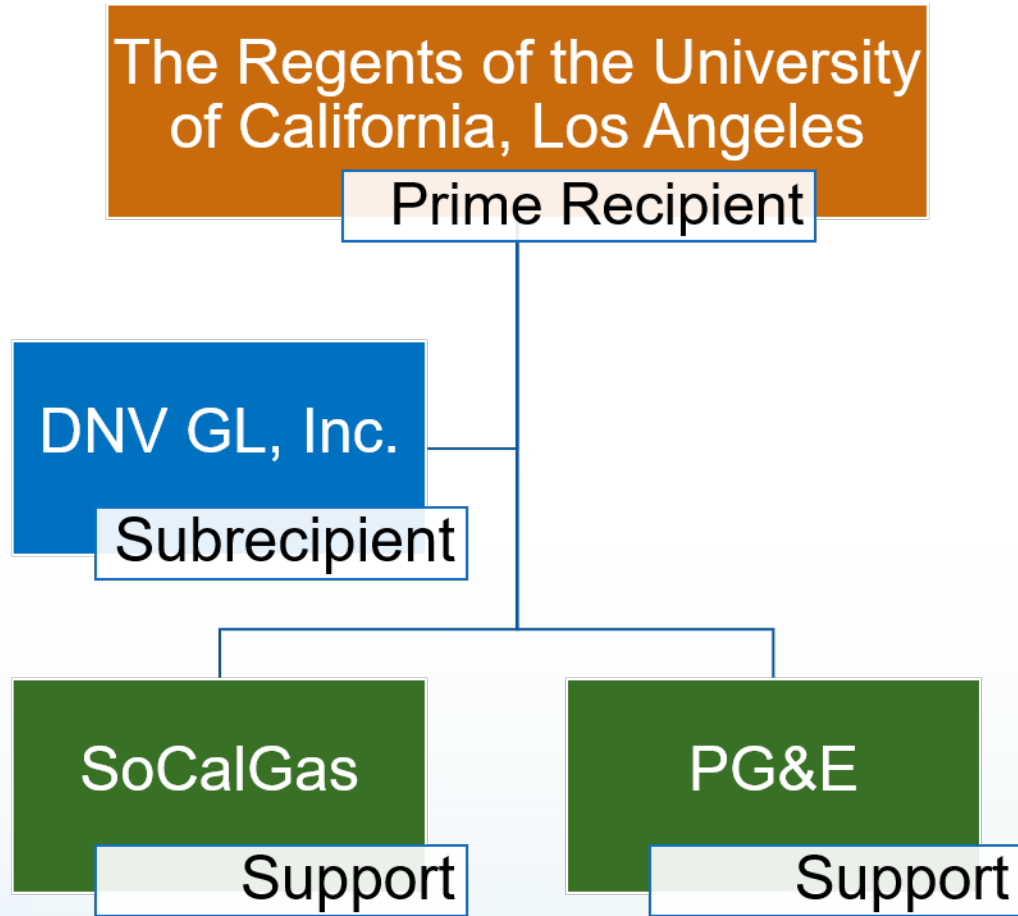 The Regents of the University
of California, Los Angeles
Prime Recipient
DNV GL, Inc.
Subrecipient
SoCalGas
Support
PG&E
Support